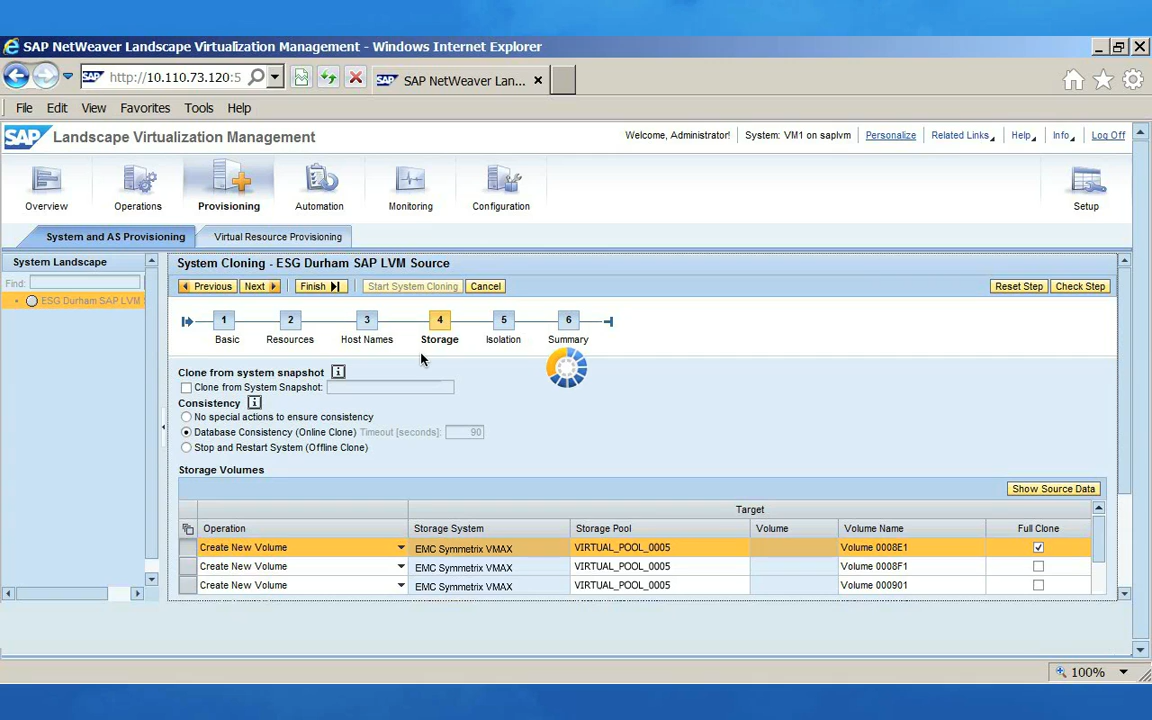 SAP NetWeaver Landscape Virtualization Management - Windows Internet Explorer
SAP http://10.110.73.120:5
SAP SAP NetWeaver Lan...
File Edit View Favorites Tools Help
SAP Landscape Virtualization Management
Welcome, Administrator! System: VM1 on saplvm Personalize Related Links Help Info Log Off
Overview Operations Provisioning Automation Monitoring Configuration Setup
System and AS Provisioning Virtual Resource Provisioning
System Landscape
Find:
ESG Durham SAP LVM
System Cloning - ESG Durham SAP LVM Source
Previous Next Finish Start System Cloning Cancel Reset Step Check Step
1 2 3 4 5 6
Basic Resources Host Names Storage Isolation Summary
Clone from system snapshot
Clone from System Snapshot:
Consistency
No special actions to ensure consistency
Database Consistency (Online Clone) Timeout [seconds]: 90
Stop and Restart System (Offline Clone)
Storage Volumes
Show Source Data
Target
Operation Storage System Storage Pool Volume Volume Name Full Clone
Create New Volume EMC Symmetrix VMAX VIRTUAL_POOL_0005 Volume 0008E1
Create New Volume EMC Symmetrix VMAX VIRTUAL_POOL_0005 Volume 0008F1
Create New Volume EMC Symmetrix VMAX VIRTUAL_POOL_0005 Volume 000901
100%